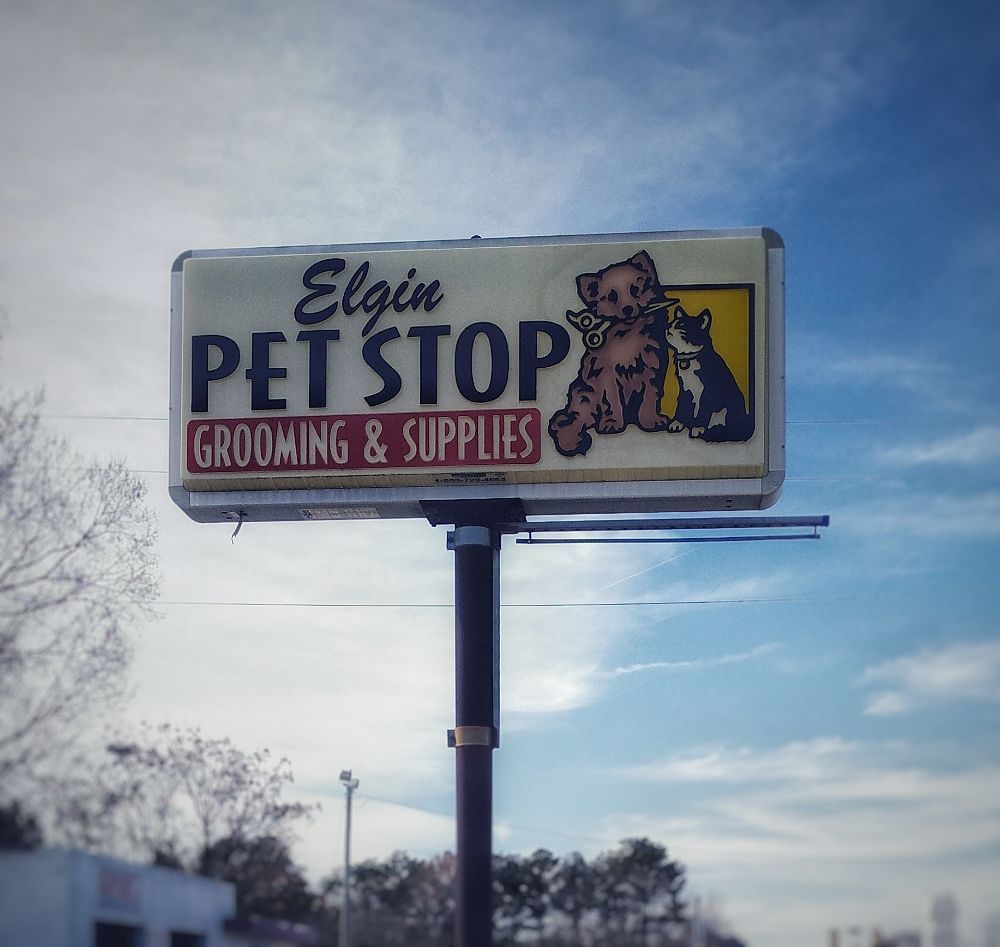 Elgin
PET STOP
GROOMING & SUPPLIES